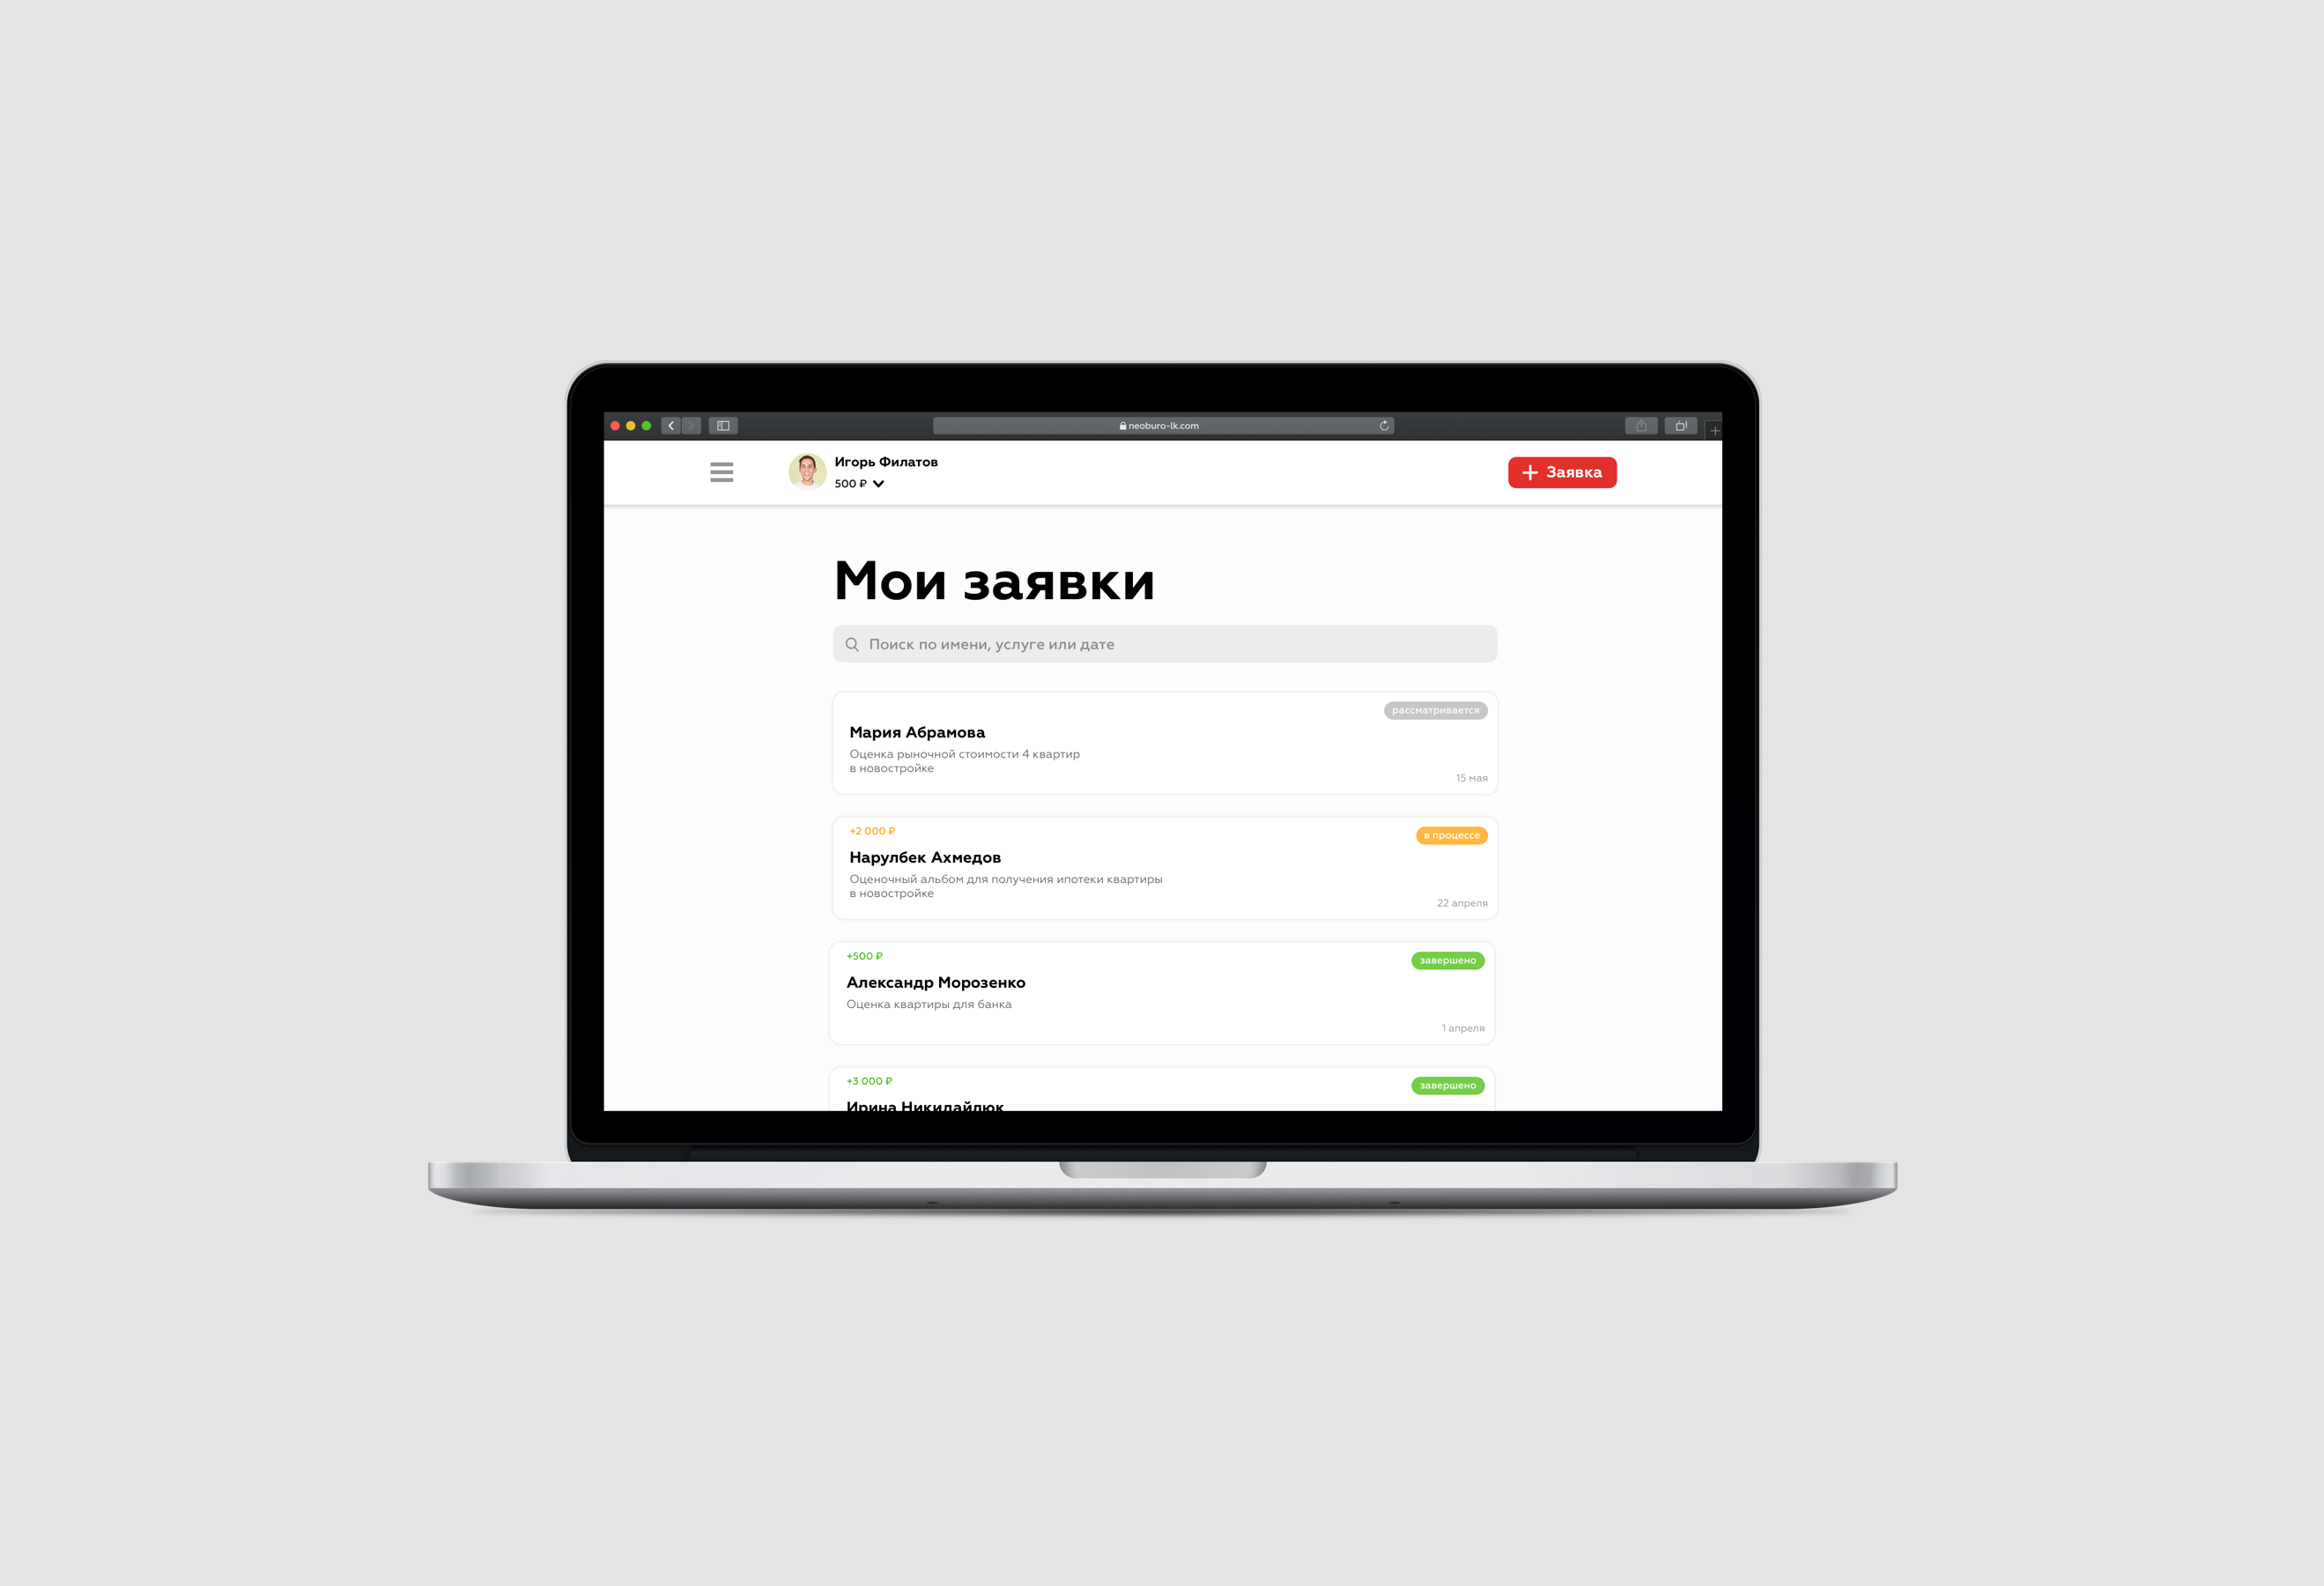 neoburo-lk.com
Игорь Филатов
500 ₽
Заявка
Мои заявки
Поиск по имени, услуге или дате
рассматривается
Мария Абрамова
Оценка рыночной стоимости 4 квартир
в новостройке
15 мая
+2 000 ₽
в процессе
Нарулбек Ахмедов
Оценочный альбом для получения ипотеки квартиры
в новостройке
22 апреля
+500 ₽
завершено
Александр Морозенко
Оценка квартиры для банка
1 апреля
+3 000 ₽
завершено
Ирина